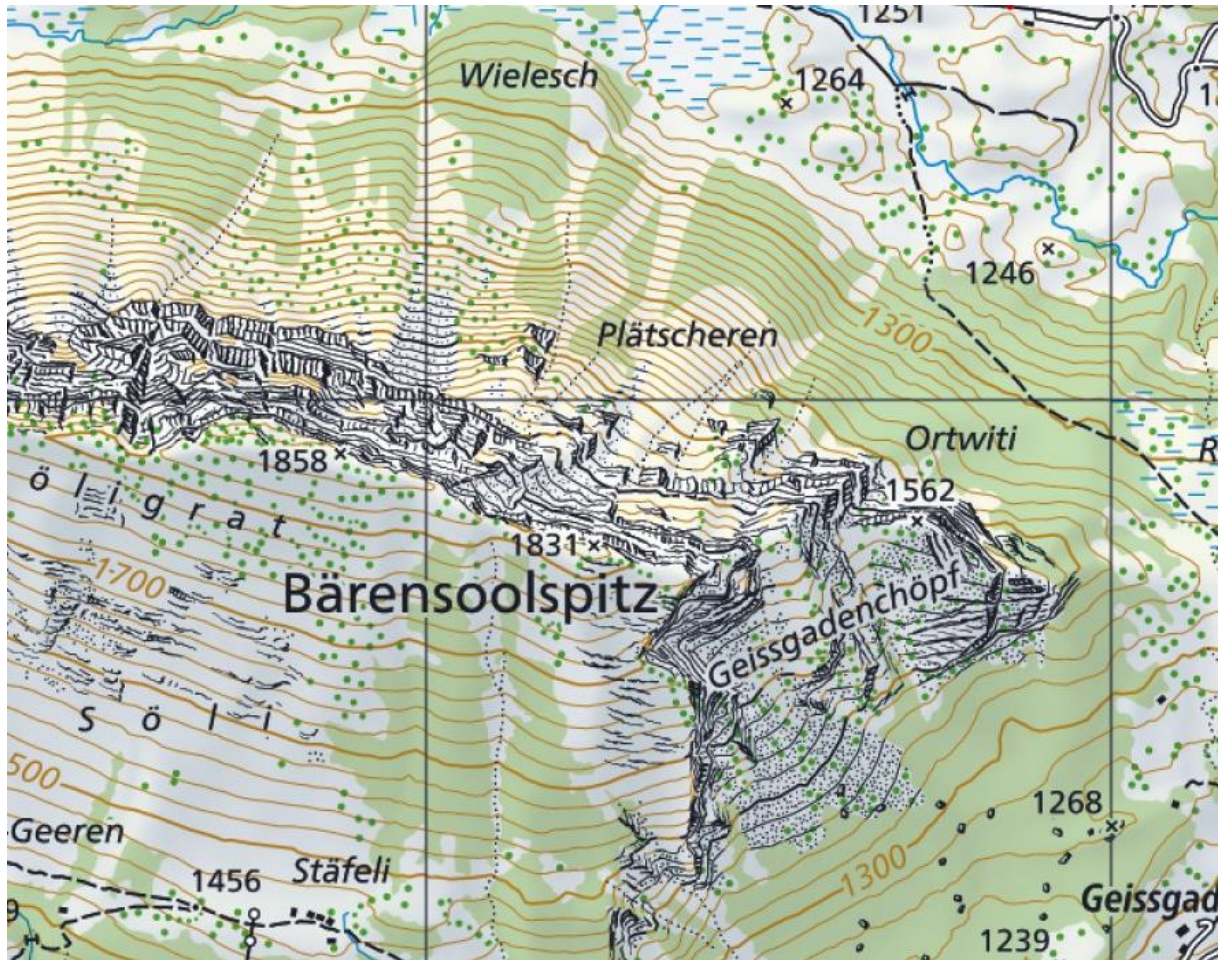 1251
Wielesch
1264
1246
1300
Plätscheren
Ortwiti
1858
1562
ö l i g r a t
1831
1700
Bärensoolspitz
Geissgadenchöpf
S ö l i
500
1268
Geeren
Stäfeli
1300
1456
Geissgad
9
1239
R